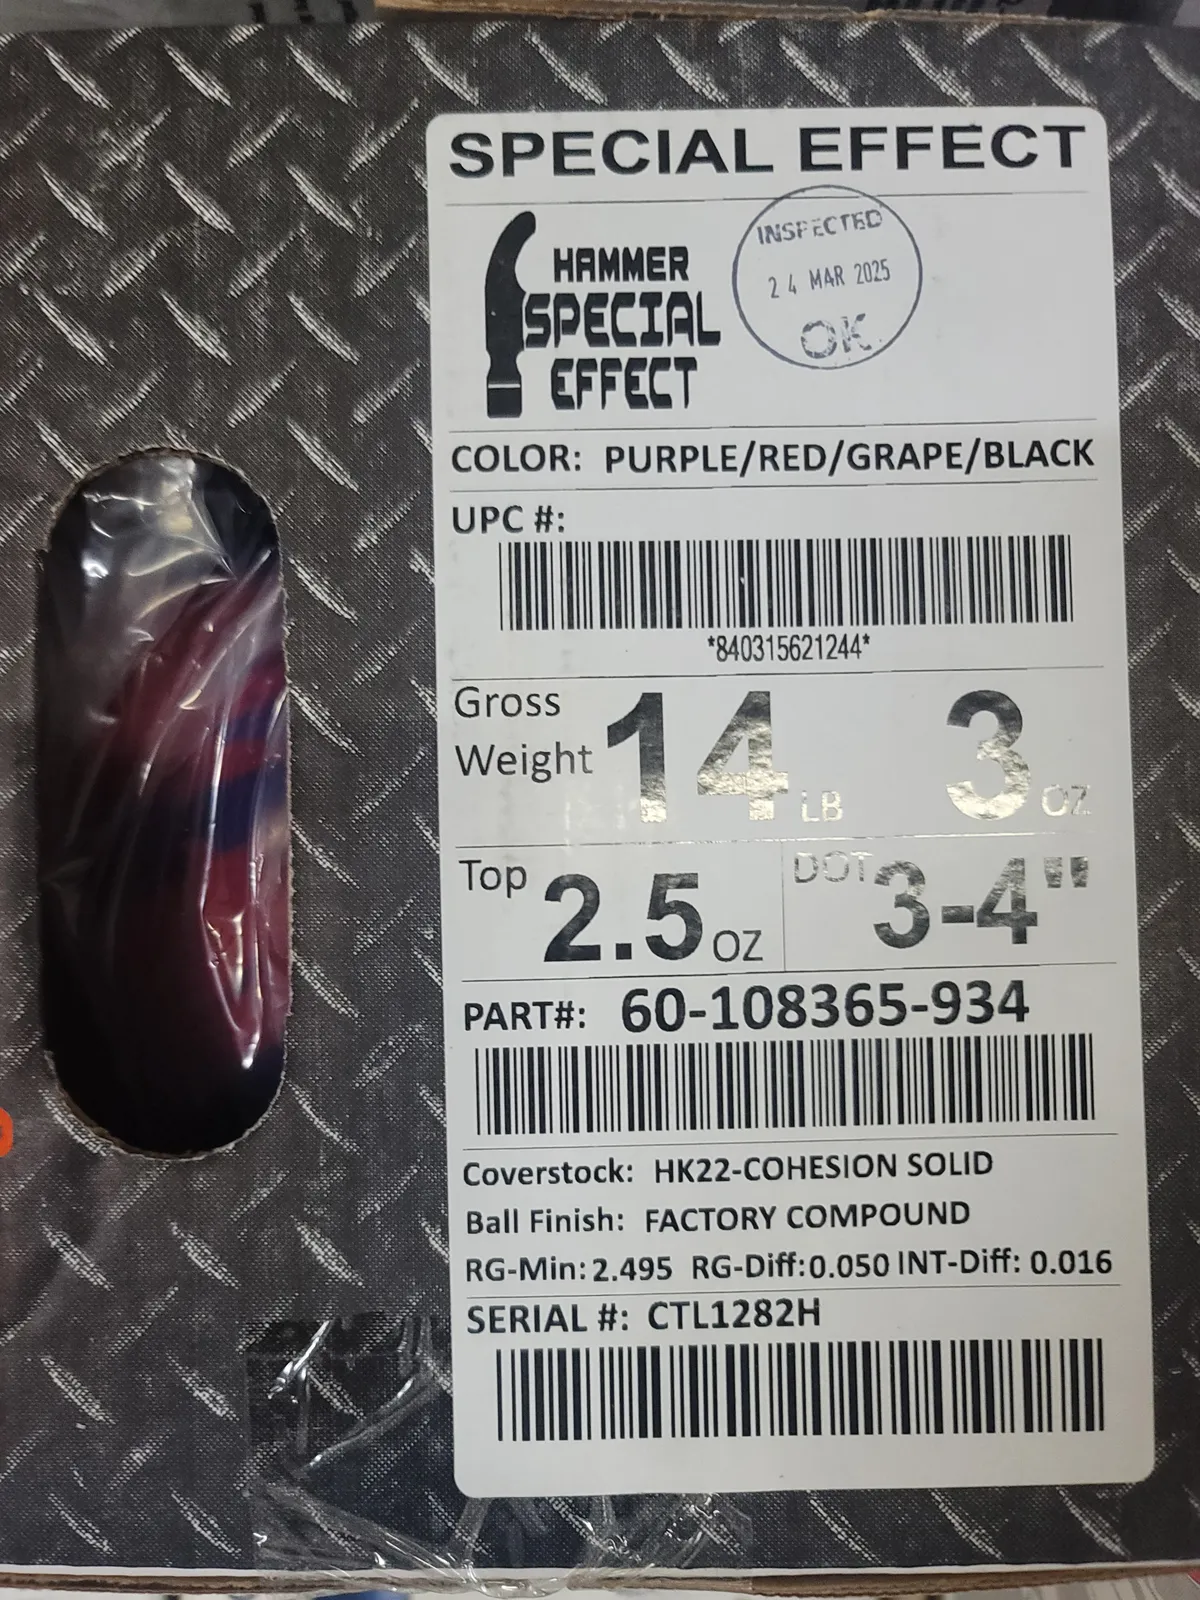 SPECIAL EFFECT
HAMMER
SPECIAL
EFFECT
INSPECTED
24 MAR 2025
OK
COLOR: PURPLE/RED/GRAPE/BLACK
UPC #:
*840315621244*
Gross Weight 14 LB 3 OZ
Top 2.5 OZ DOT 3-4"
PART#: 60-108365-934
Coverstock: HK22-COHESION SOLID
Ball Finish: FACTORY COMPOUND
RG-Min: 2.495 RG-Diff: 0.050 INT-Diff: 0.016
SERIAL #: CTL1282H